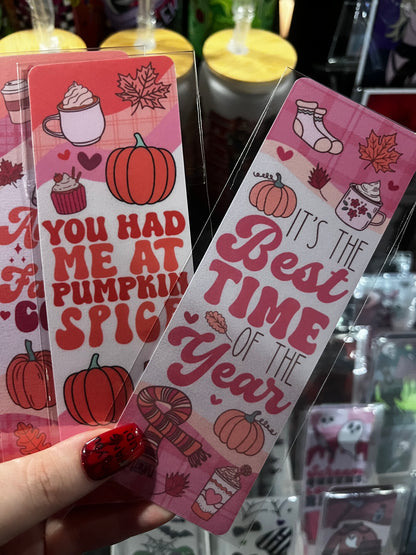 YOU HAD
ME AT
PUMPKIN
SPICE
IT'S THE
Best
TIME
OF THE
Year